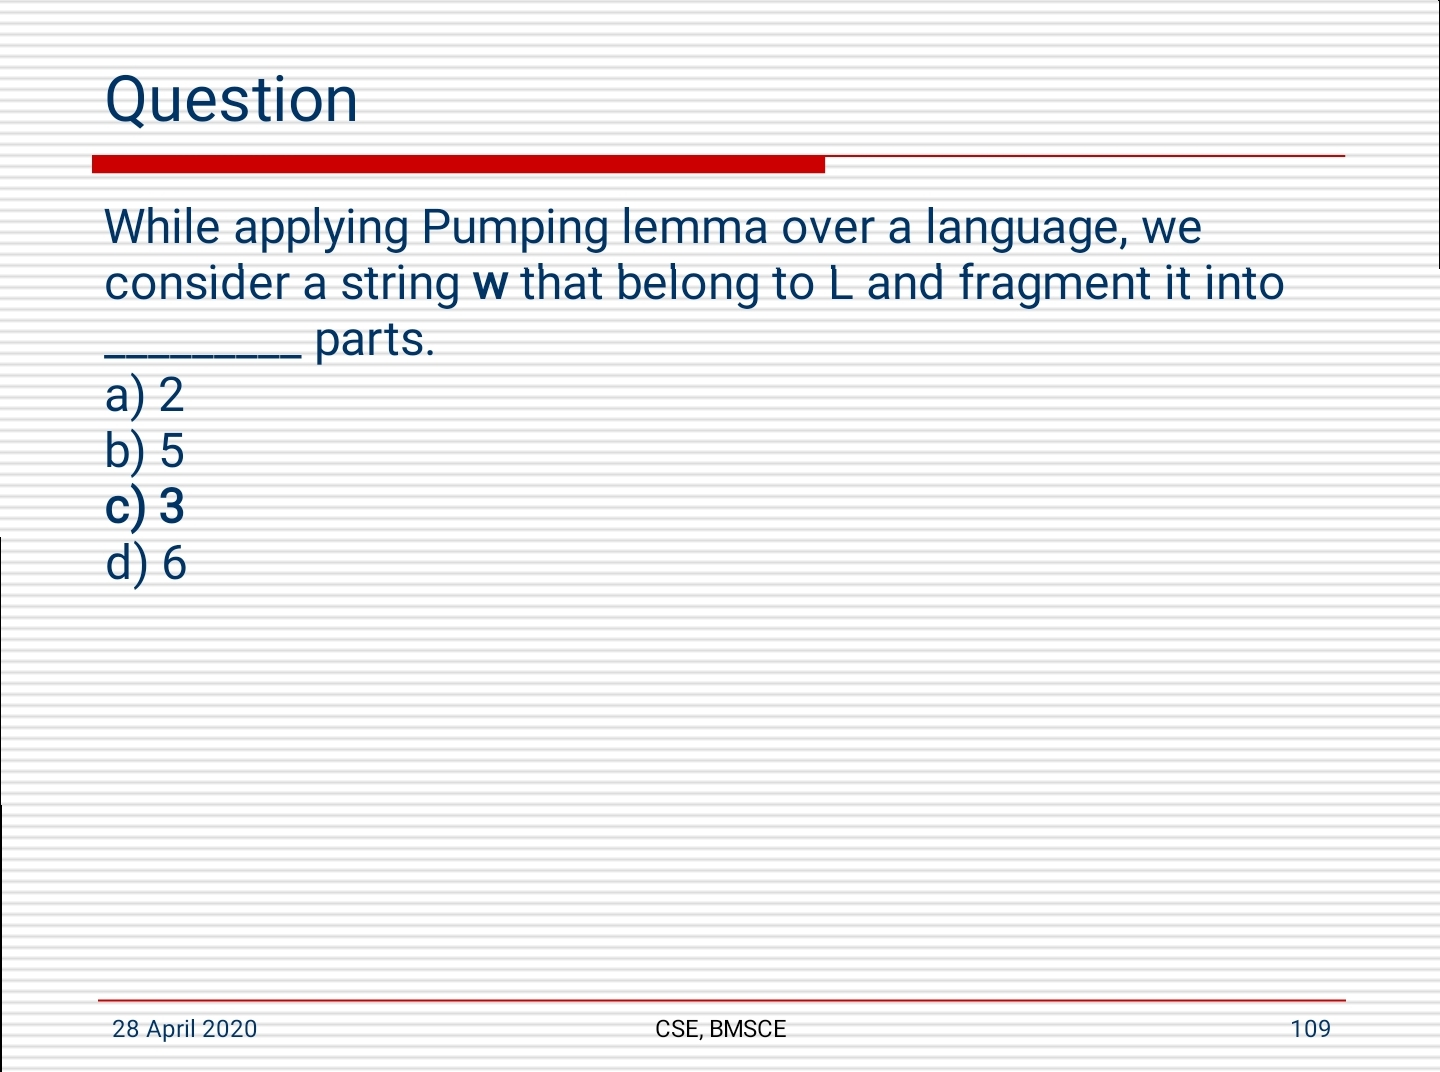 Question
While applying Pumping lemma over a language, we
consider a string w that belong to L and fragment it into
_________ parts.
a) 2
b) 5
c) 3
d) 6
28 April 2020
CSE, BMSCE
109